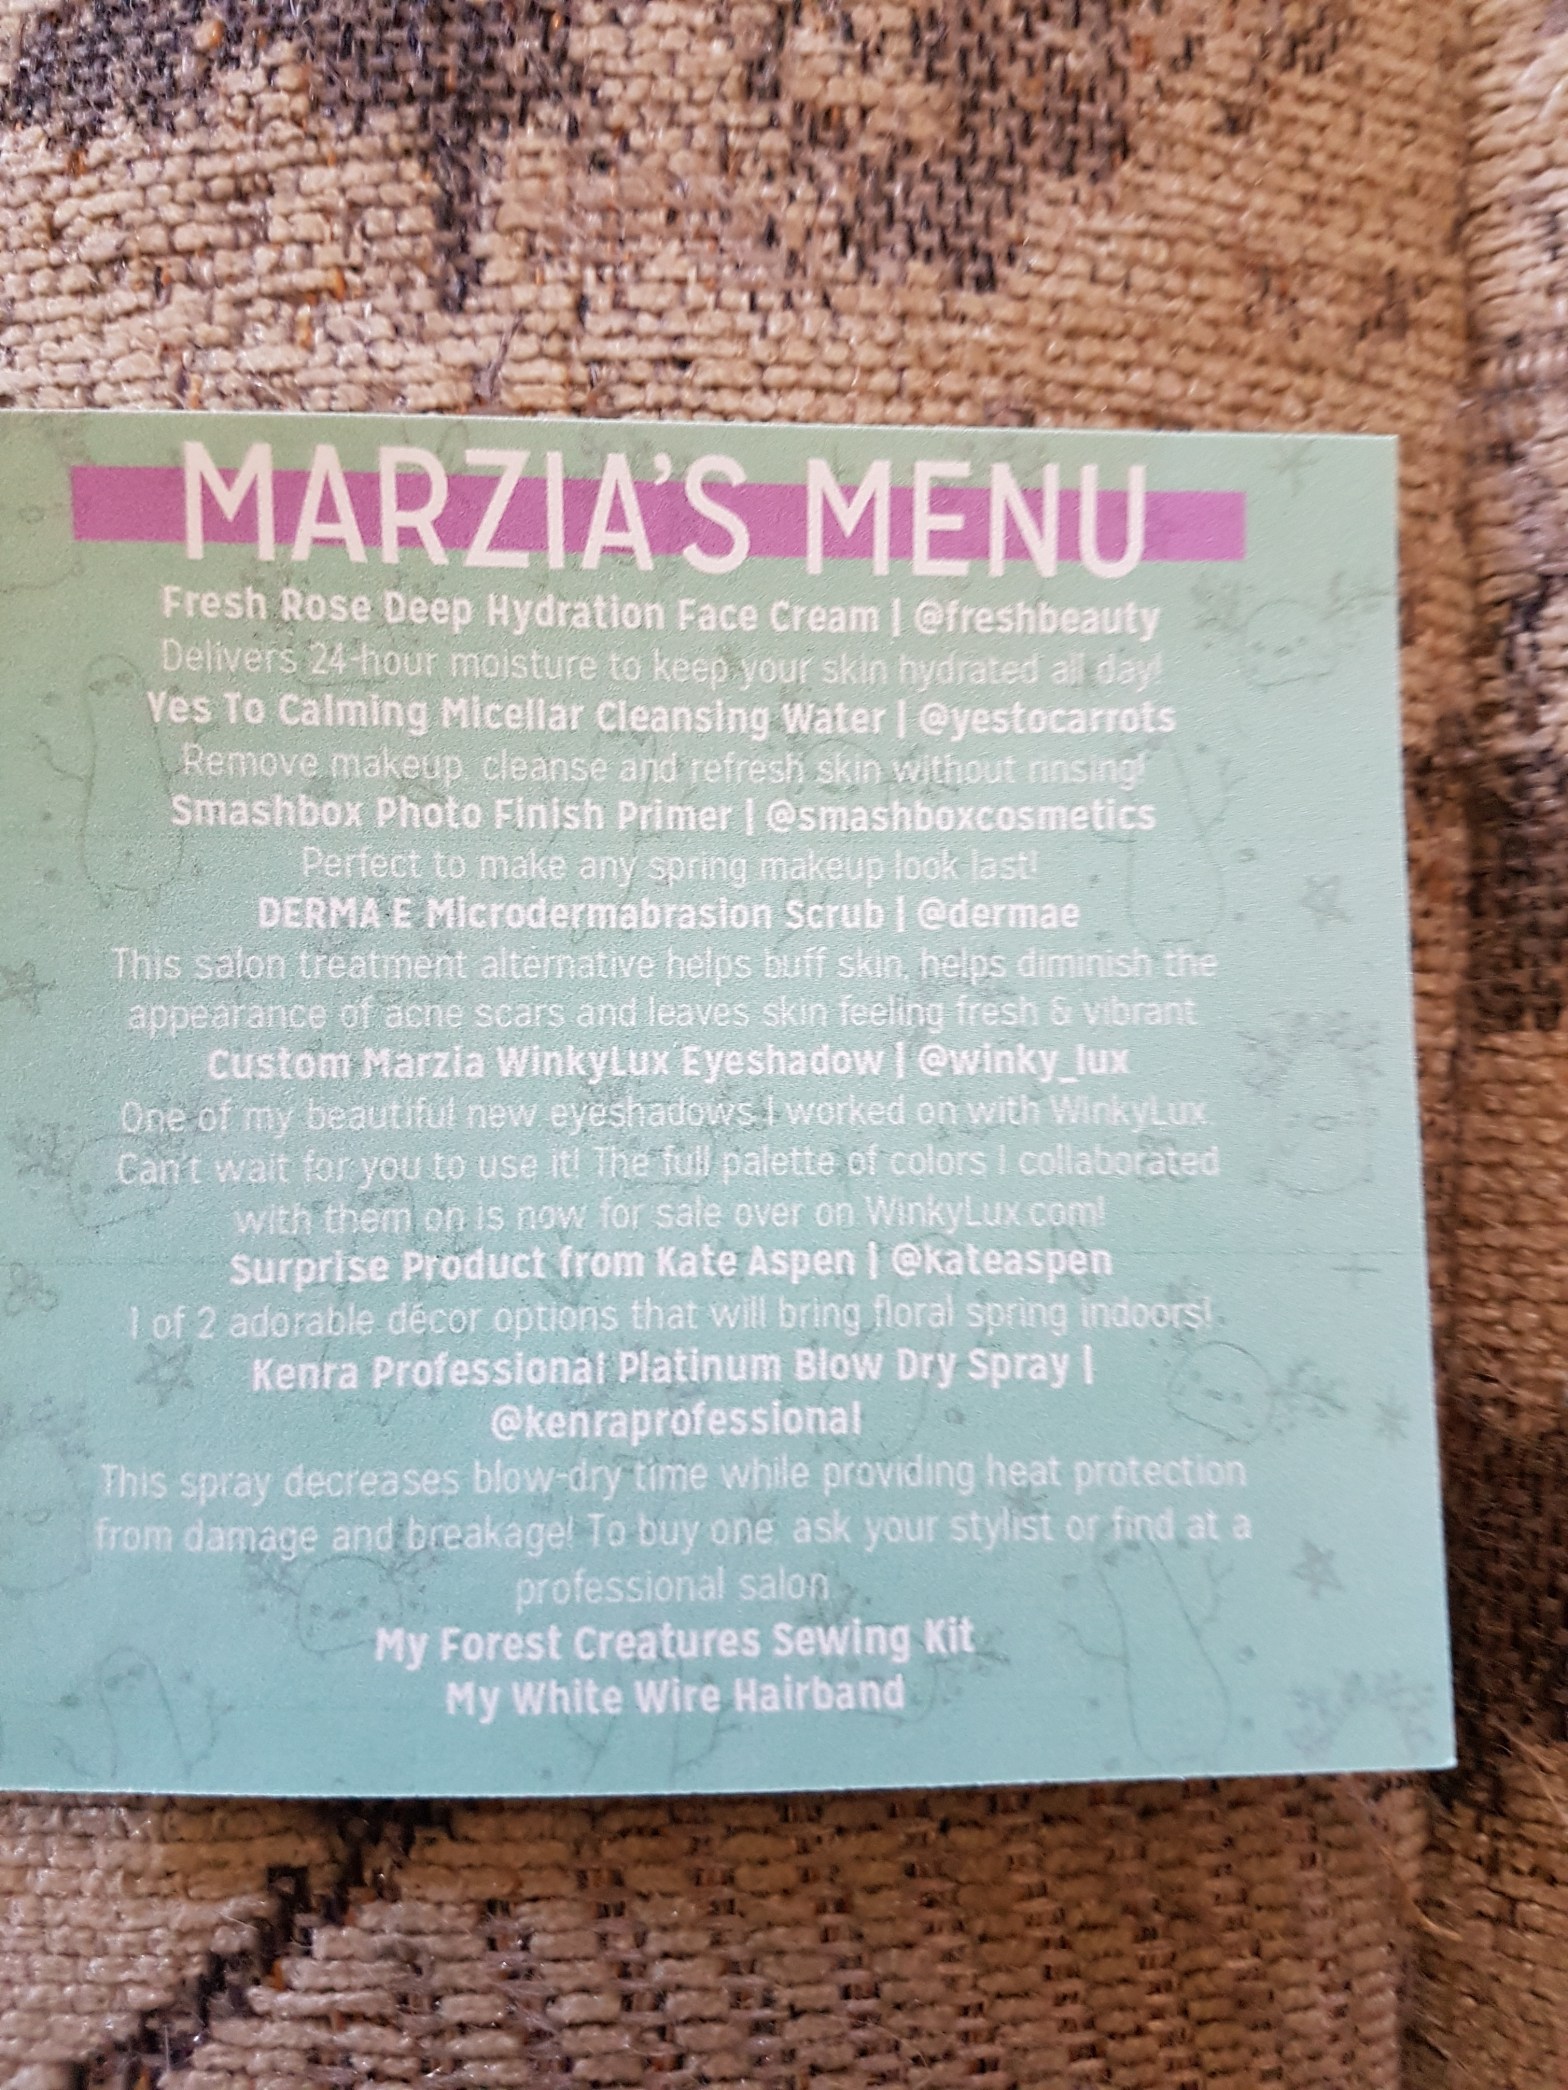 MARZIA'S MENU
Fresh Rose Deep Hydration Face Cream | @freshbeauty
Delivers 24-hour moisture to keep your skin hydrated all day!
Yes To Calming Micellar Cleansing Water | @yestocarrots
Remove makeup, cleanse and refresh skin without rinsing!
Smashbox Photo Finish Primer | @smashboxcosmetics
Perfect to make any spring makeup look last!
DERMA E Microdermabrasion Scrub | @dermae
This salon treatment alternative helps buff skin, helps diminish the
appearance of acne scars and leaves skin feeling fresh & vibrant
Custom Marzia WinkyLux Eyeshadow | @winky_lux
One of my beautiful new eyeshadows I worked on with WinkyLux.
Can't wait for you to use it! The full palette of colors I collaborated
with them on is now for sale over on WinkyLux.com!
Surprise Product from Kate Aspen | @kateaspen
1 of 2 adorable décor options that will bring floral spring indoors!
Kenra Professional Platinum Blow Dry Spray |
@kenraprofessional
This spray decreases blow-dry time while providing heat protection
from damage and breakage! To buy one, ask your stylist or find at a
professional salon
My Forest Creatures Sewing Kit
My White Wire Hairband